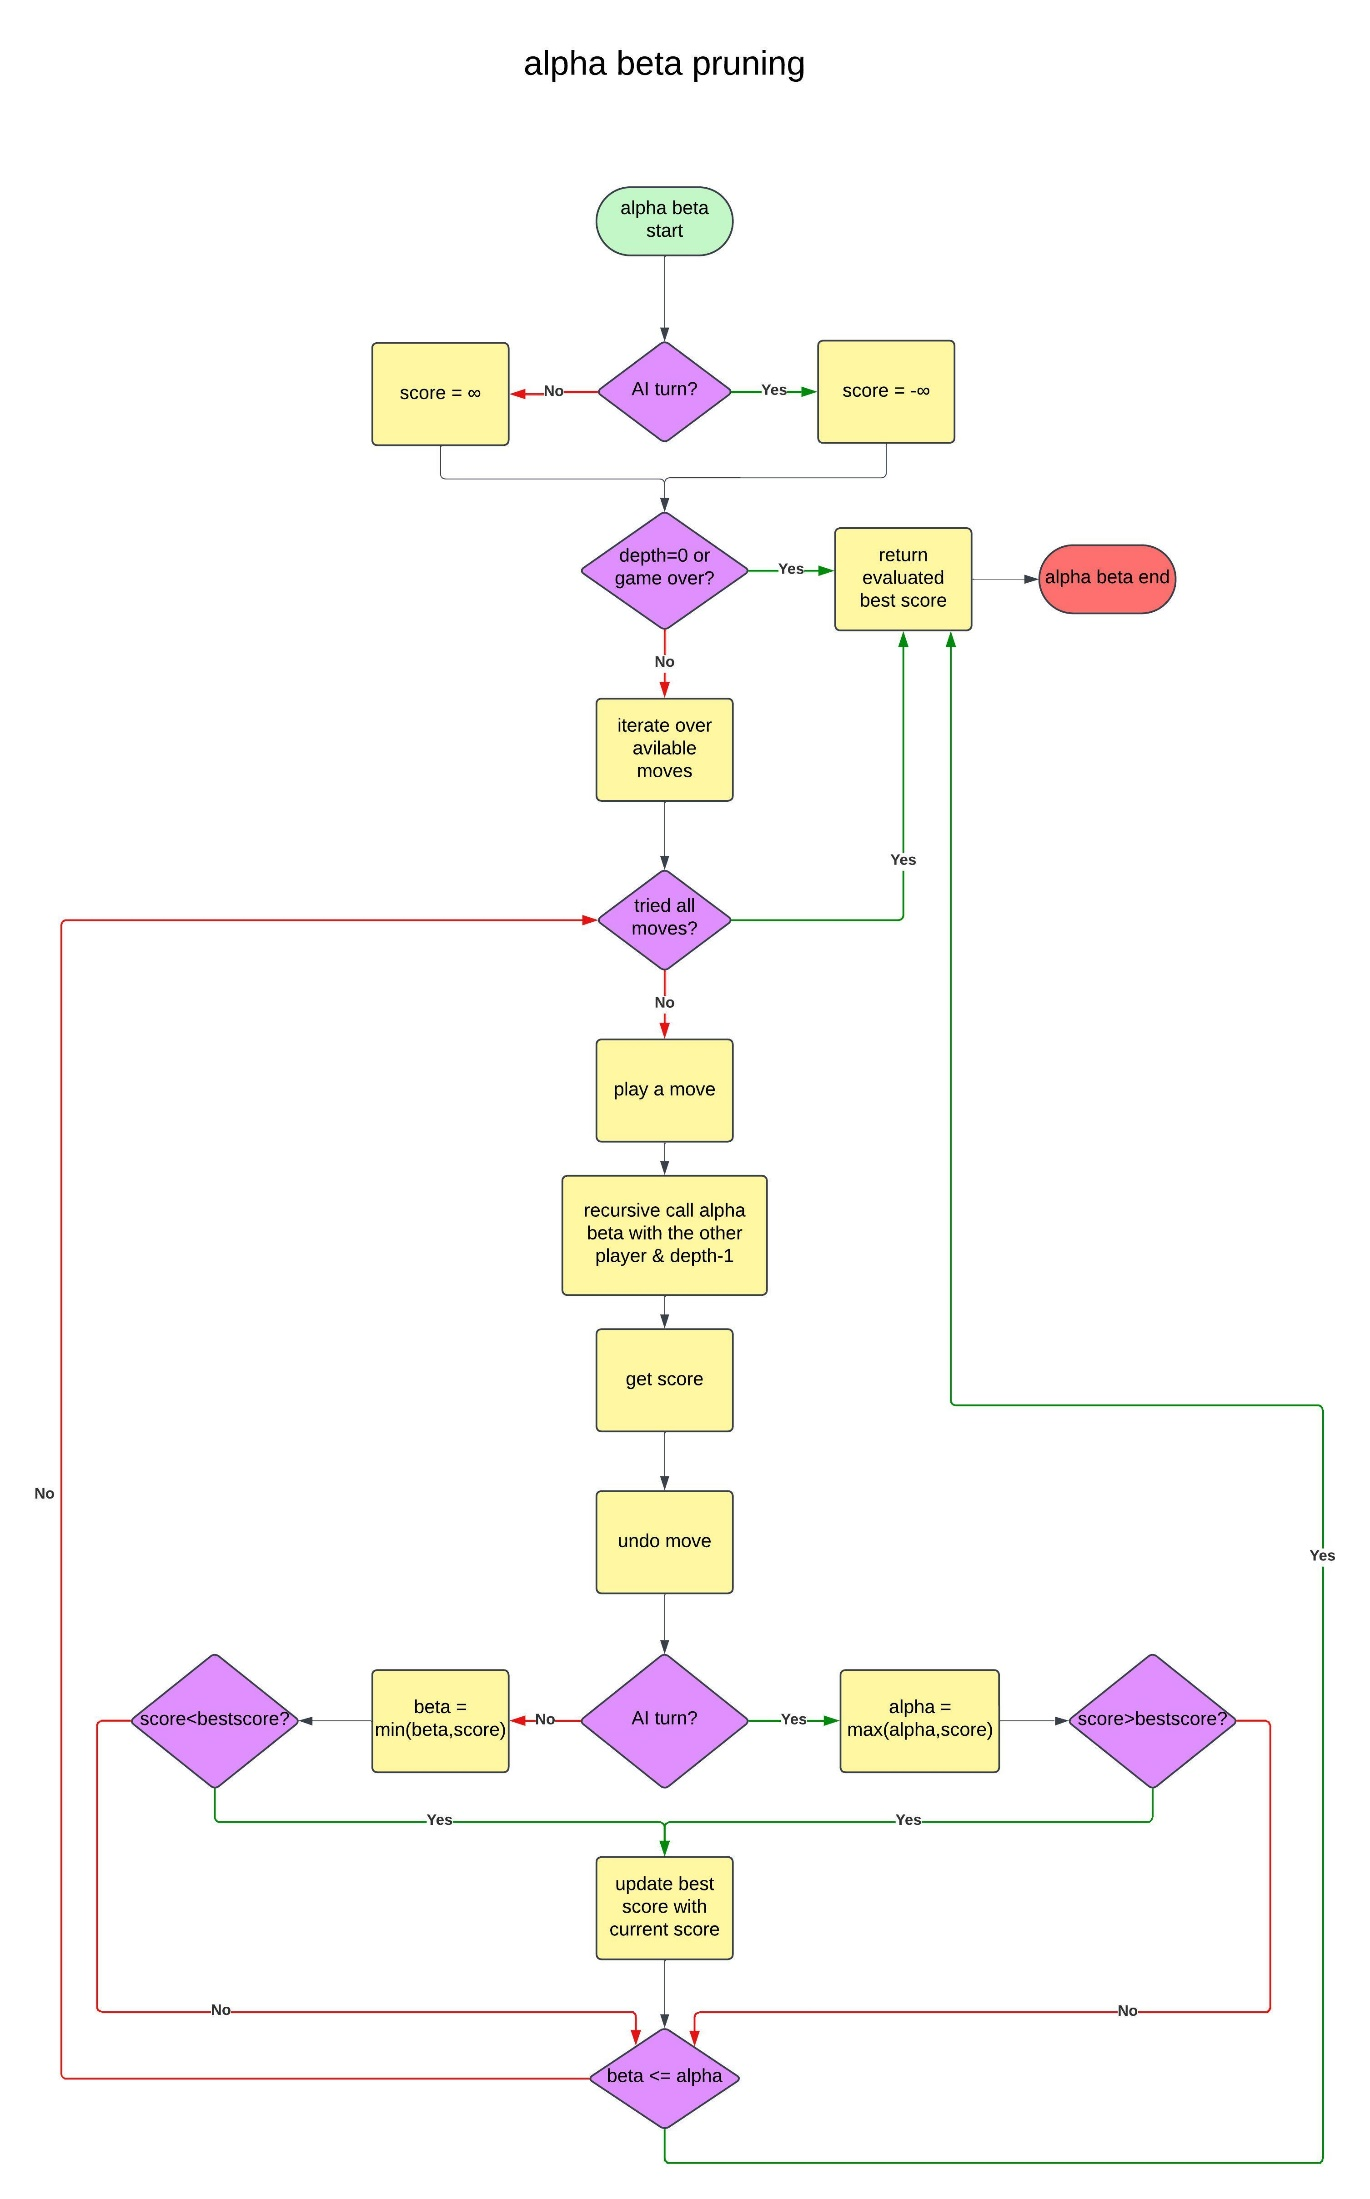 alpha beta pruning
alpha beta
start
score = ∞
No
AI turn?
Yes
score = -∞
depth=0 or
game over?
Yes
return
evaluated
best score
alpha beta end
No
iterate over
avilable
moves
Yes
tried all
moves?
No
play a move
recursive call alpha
beta with the other
player & depth-1
get score
No
undo move
Yes
score<bestscore?
beta =
min(beta,score)
No
AI turn?
Yes
alpha =
max(alpha,score)
score>bestscore?
Yes
Yes
update best
score with
current score
No
No
beta <= alpha